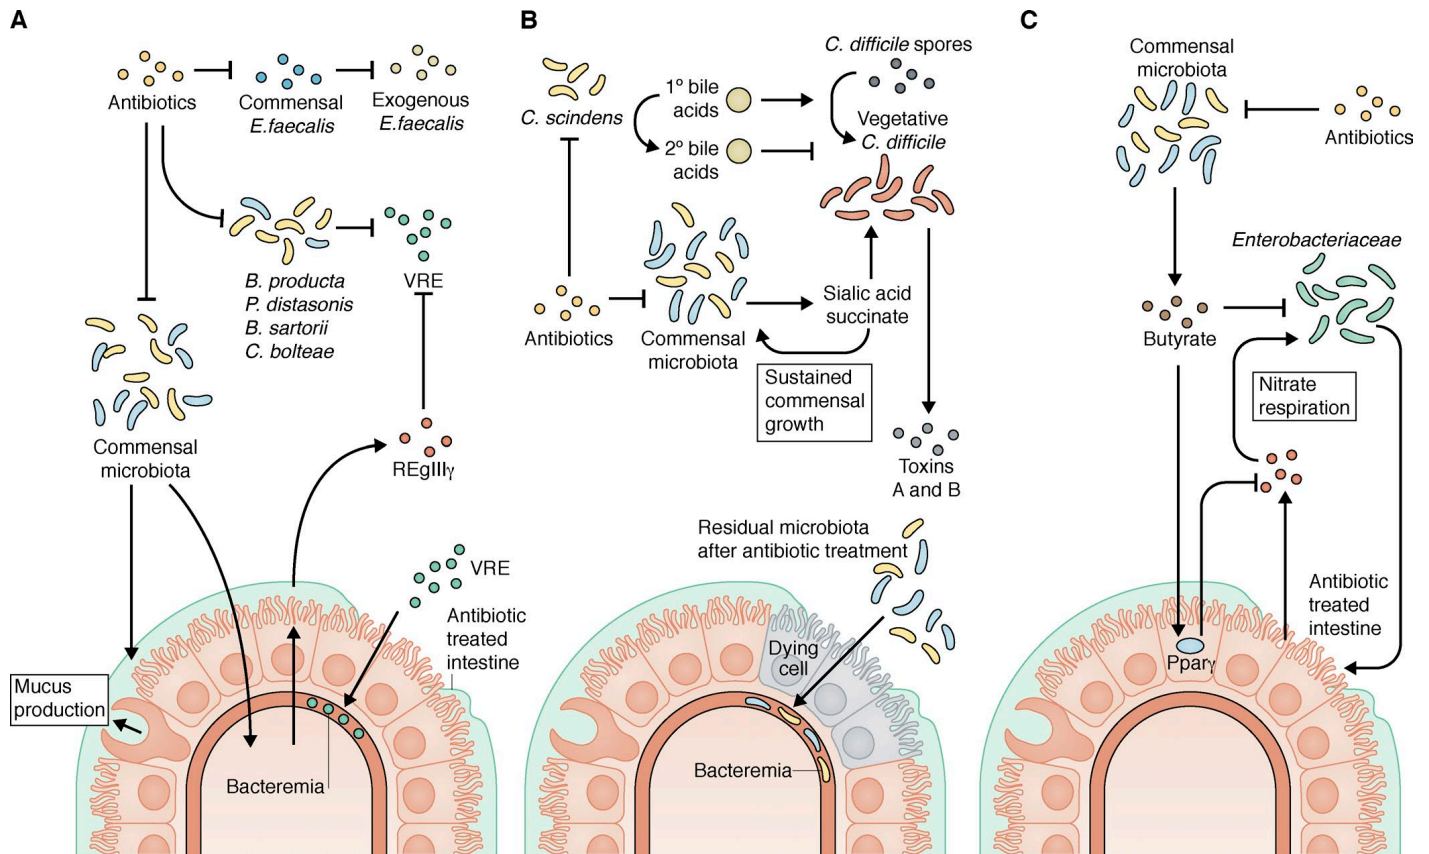 A
Antibiotics
Commensal
E.faecalis
Exogenous
E.faecalis
B. producta
P. distasonis
B. sartorii
C. bolteae
VRE
Commensal
microbiota
REgIIIγ
VRE
Antibiotic
treated
intestine
Mucus
production
Bacteremia
B
C. scindens
1º bile
acids
2º bile
acids
C. difficile spores
Vegetative
C. difficile
Antibiotics
Commensal
microbiota
Sialic acid
succinate
Sustained
commensal
growth
Toxins
A and B
Residual microbiota
after antibiotic treatment
Dying
cell
Bacteremia
C
Commensal
microbiota
Antibiotics
Enterobacteriaceae
Butyrate
Nitrate
respiration
Antibiotic
treated
intestine
Pparγ